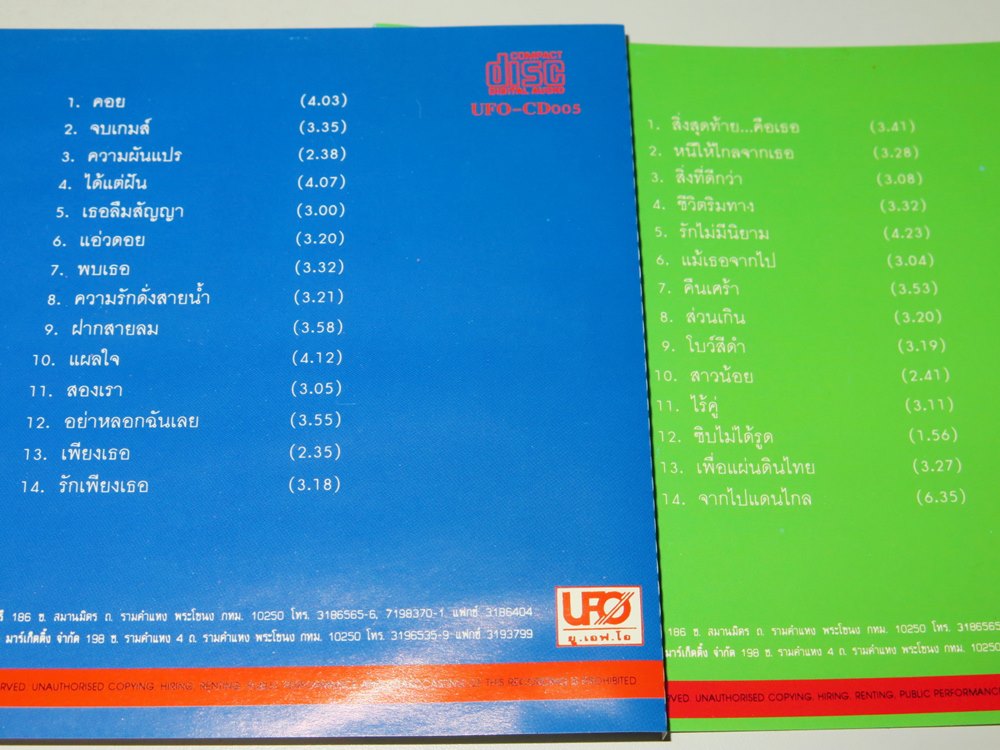 COMPACT
disc
DIGITAL AUDIO
UFO-CD005
1. คอย (4.03)
2. จบเกมส์ (3.35)
3. ความผันแปร (2.38)
4. ได้แต่ฝัน (4.07)
5. เธอลืมสัญญา (3.00)
6. แอ่วดอย (3.20)
7. พบเธอ (3.32)
8. ความรักดั่งสายน้ำ (3.21)
9. ฝากสายลม (3.58)
10. แผลใจ (4.12)
11. สองเรา (3.05)
12. อย่าหลอกฉันเลย (3.55)
13. เพียงเธอ (2.35)
14. รักเพียงเธอ (3.18)
186 ซ. สมานมิตร ถ. รามคำแหง พระโขนง กทม. 10250 โทร. 3186565-6, 7198370-1 แฟกซ์ 3186404
มาร์เก็ตติ้ง จำกัด 198 ซ. รามคำแหง 4 ถ. รามคำแหง พระโขนง กทม. 10250 โทร. 3196535-9 แฟกซ์ 3193799
UFO
ยู.เอฟ.โอ
RVED. UNAUTHORISED COPYING, HIRING, RENTING, PUBLIC PERFORMANCE THIS RECORDING IS PROHIBITED
1. สิ่งสุดท้าย...คือเธอ (3.41)
2. หนีให้ไกลจากเธอ (3.28)
3. สิ่งที่ดีกว่า (3.08)
4. ชีวิตริมทาง (3.32)
5. รักไม่มีนิยาม (4.23)
6. แม้เธอจากไป (3.04)
7. คืนเศร้า (3.53)
8. ส่วนเกิน (3.20)
9. โบว์สีดำ (3.19)
10. สาวน้อย (2.41)
11. ไร้คู่ (3.11)
12. ซิบไม่ได้รูด (1.56)
13. เพื่อแผ่นดินไทย (3.27)
14. จากไปแดนไกล (6.35)
186 ซ. สมานมิตร ถ. รามคำแหง พระโขนง กทม. 10250 โทร. 3186565
มาร์เก็ตติ้ง จำกัด 198 ซ. รามคำแหง 4 ถ. รามคำแหง พระโขนง กทม. 10250
RVED. UNAUTHORISED COPYING, HIRING, RENTING, PUBLIC PERFORMANCE